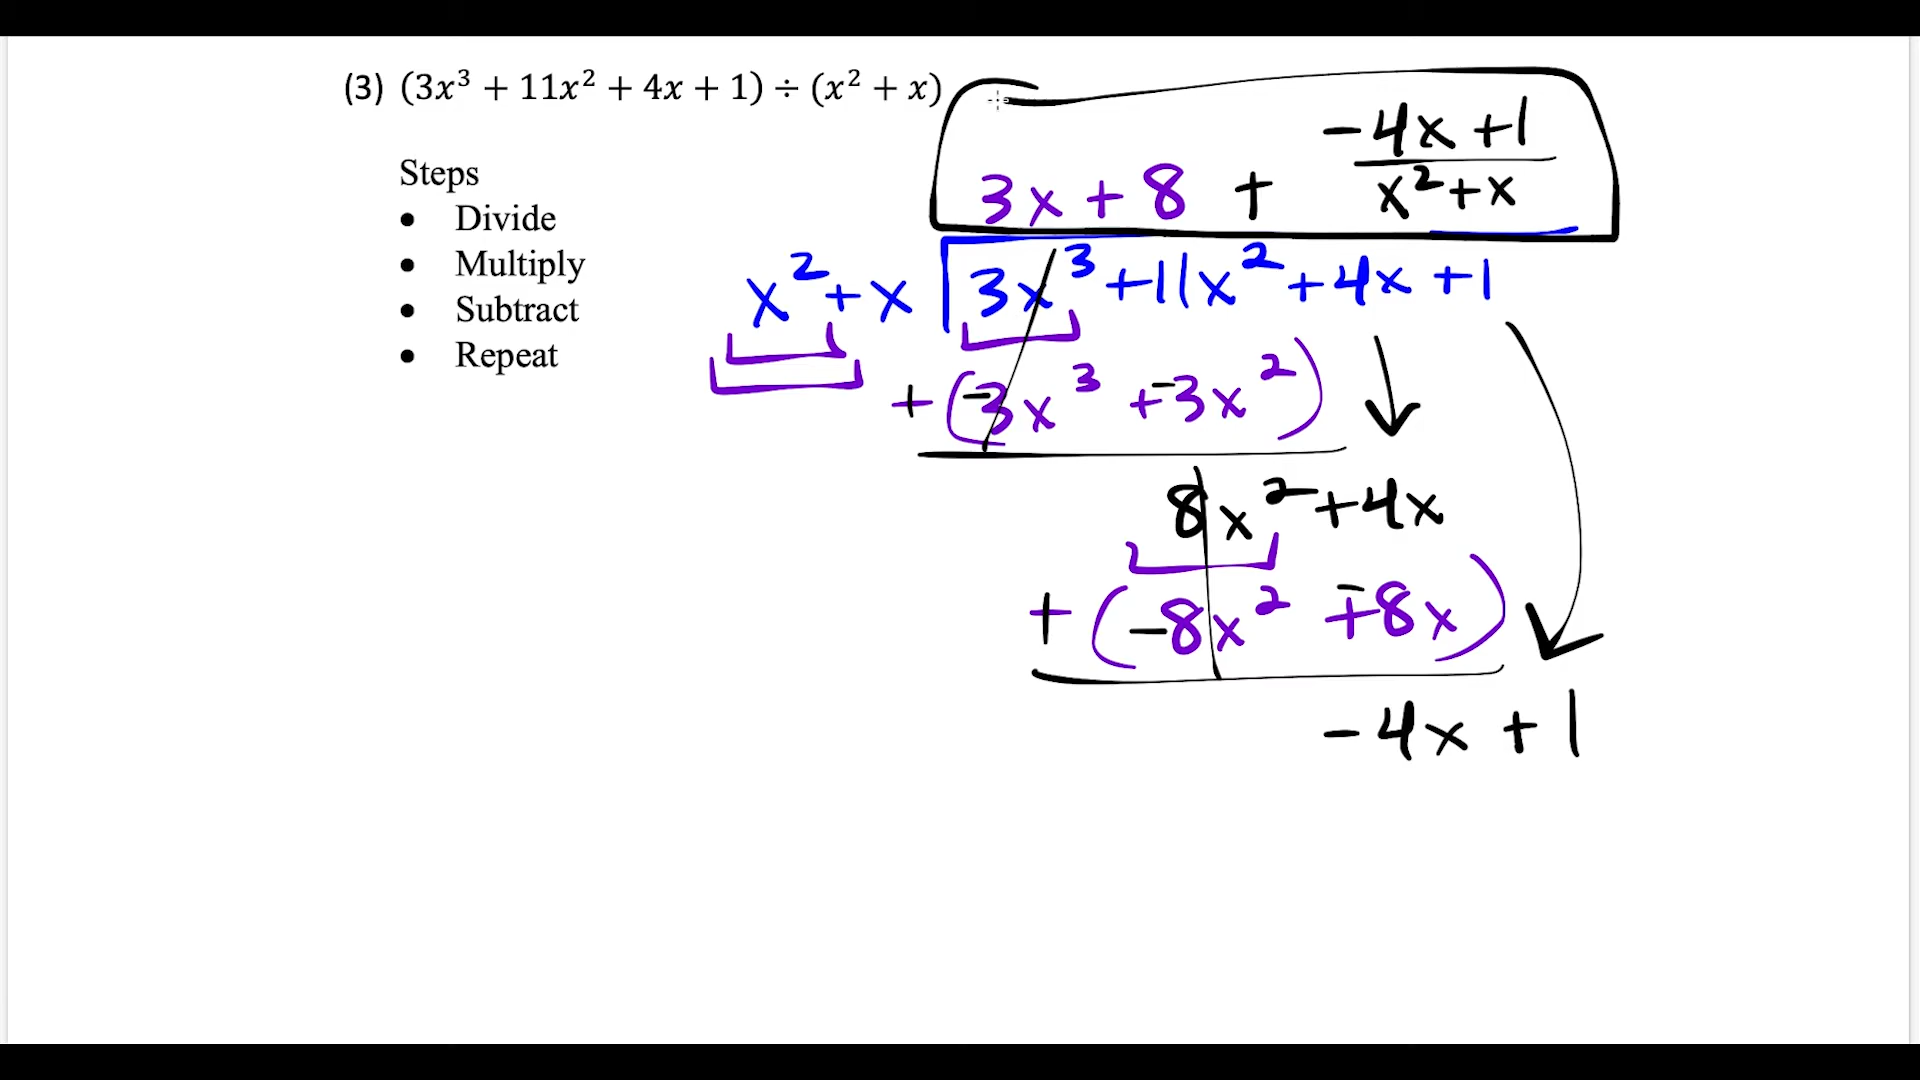 (3) (3x³ + 11x² + 4x + 1) ÷ (x² + x)
Steps
• Divide
• Multiply
• Subtract
• Repeat
-4x + 1
3x + 8 +
x² + x
x² + x 3x³ + 11x² + 4x + 1
+ (-3x³ +-3x²)
8x² + 4x
+ (-8x² +-8x)
-4x + 1